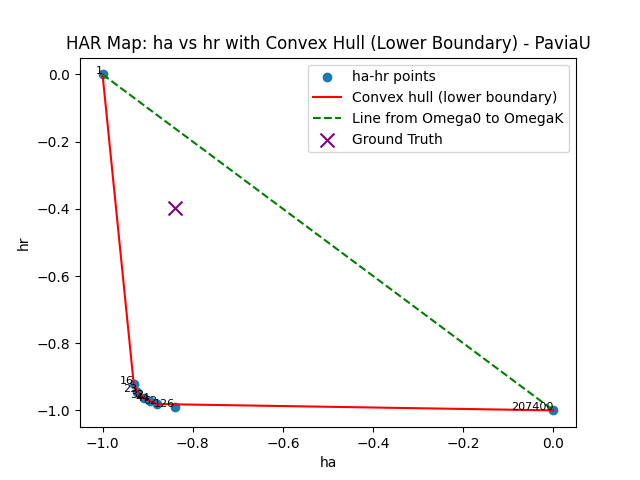 HAR Map: ha vs hr with Convex Hull (Lower Boundary) - PaviaU
ha-hr points
Convex hull (lower boundary)
Line from Omega0 to OmegaK
Ground Truth
0.0
−0.2
−0.4
−0.6
−0.8
−1.0
hr
1
16
126
207400
−1.0
−0.8
−0.6
−0.4
−0.2
0.0
ha